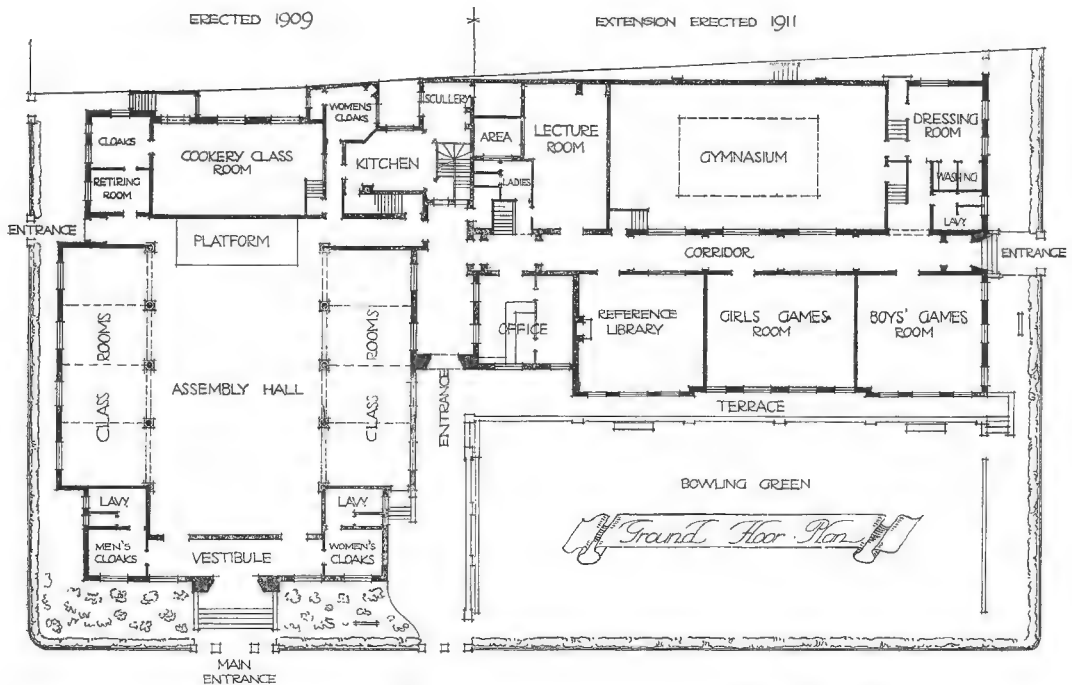 ERECTED 1909
EXTENSION ERECTED 1911
WOMEN'S
CLOAKS
SCULLERY
CLOAKS
COOKERY CLASS
ROOM
KITCHEN
AREA
LECTURE
ROOM
GYMNASIUM
DRESSING
ROOM
RETIRING
ROOM
LADIES
WASHING
LAVY.
ENTRANCE
PLATFORM
CORRIDOR
ENTRANCE
CLASS ROOMS
ASSEMBLY HALL
CLASS ROOMS
OFFICE
REFERENCE
LIBRARY
GIRLS GAMES
ROOM
BOYS' GAMES
ROOM
ENTRANCE
TERRACE
BOWLING GREEN
Ground Floor Plan
LAVY.
LAVY.
MEN'S
CLOAKS
VESTIBULE
WOMEN'S
CLOAKS
MAIN
ENTRANCE